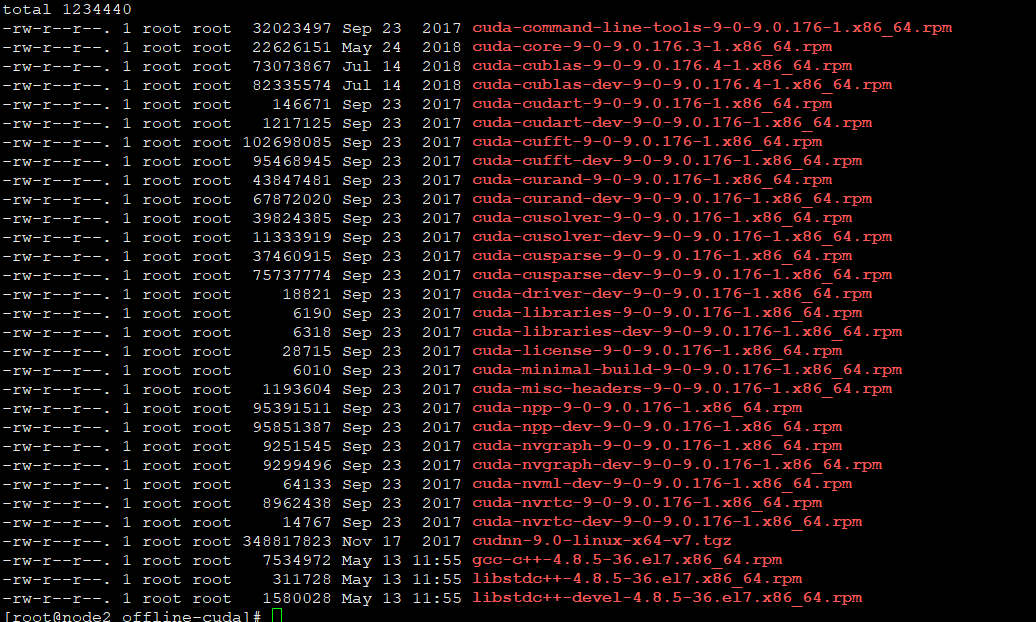 total 1234440
-rw-r--r--. 1 root root  32023497 Sep 23  2017 cuda-command-line-tools-9-0-9.0.176-1.x86_64.rpm
-rw-r--r--. 1 root root  22626151 May 24  2018 cuda-core-9-0-9.0.176.3-1.x86_64.rpm
-rw-r--r--. 1 root root  73073867 Jul 14  2018 cuda-cublas-9-0-9.0.176.4-1.x86_64.rpm
-rw-r--r--. 1 root root  82335574 Jul 14  2018 cuda-cublas-dev-9-0-9.0.176.4-1.x86_64.rpm
-rw-r--r--. 1 root root    146671 Sep 23  2017 cuda-cudart-9-0-9.0.176-1.x86_64.rpm
-rw-r--r--. 1 root root   1217125 Sep 23  2017 cuda-cudart-dev-9-0-9.0.176-1.x86_64.rpm
-rw-r--r--. 1 root root 102698085 Sep 23  2017 cuda-cufft-9-0-9.0.176-1.x86_64.rpm
-rw-r--r--. 1 root root  95468945 Sep 23  2017 cuda-cufft-dev-9-0-9.0.176-1.x86_64.rpm
-rw-r--r--. 1 root root  43847481 Sep 23  2017 cuda-curand-9-0-9.0.176-1.x86_64.rpm
-rw-r--r--. 1 root root  67872020 Sep 23  2017 cuda-curand-dev-9-0-9.0.176-1.x86_64.rpm
-rw-r--r--. 1 root root  39824385 Sep 23  2017 cuda-cusolver-9-0-9.0.176-1.x86_64.rpm
-rw-r--r--. 1 root root  11333919 Sep 23  2017 cuda-cusolver-dev-9-0-9.0.176-1.x86_64.rpm
-rw-r--r--. 1 root root  37460915 Sep 23  2017 cuda-cusparse-9-0-9.0.176-1.x86_64.rpm
-rw-r--r--. 1 root root  75737774 Sep 23  2017 cuda-cusparse-dev-9-0-9.0.176-1.x86_64.rpm
-rw-r--r--. 1 root root     18821 Sep 23  2017 cuda-driver-dev-9-0-9.0.176-1.x86_64.rpm
-rw-r--r--. 1 root root      6190 Sep 23  2017 cuda-libraries-9-0-9.0.176-1.x86_64.rpm
-rw-r--r--. 1 root root      6318 Sep 23  2017 cuda-libraries-dev-9-0-9.0.176-1.x86_64.rpm
-rw-r--r--. 1 root root     28715 Sep 23  2017 cuda-license-9-0-9.0.176-1.x86_64.rpm
-rw-r--r--. 1 root root      6010 Sep 23  2017 cuda-minimal-build-9-0-9.0.176-1.x86_64.rpm
-rw-r--r--. 1 root root   1193604 Sep 23  2017 cuda-misc-headers-9-0-9.0.176-1.x86_64.rpm
-rw-r--r--. 1 root root  95391511 Sep 23  2017 cuda-npp-9-0-9.0.176-1.x86_64.rpm
-rw-r--r--. 1 root root  95851387 Sep 23  2017 cuda-npp-dev-9-0-9.0.176-1.x86_64.rpm
-rw-r--r--. 1 root root   9251545 Sep 23  2017 cuda-nvgraph-9-0-9.0.176-1.x86_64.rpm
-rw-r--r--. 1 root root   9299496 Sep 23  2017 cuda-nvgraph-dev-9-0-9.0.176-1.x86_64.rpm
-rw-r--r--. 1 root root     64133 Sep 23  2017 cuda-nvml-dev-9-0-9.0.176-1.x86_64.rpm
-rw-r--r--. 1 root root   8962438 Sep 23  2017 cuda-nvrtc-9-0-9.0.176-1.x86_64.rpm
-rw-r--r--. 1 root root     14767 Sep 23  2017 cuda-nvrtc-dev-9-0-9.0.176-1.x86_64.rpm
-rw-r--r--. 1 root root 348817823 Nov 17  2017 cudnn-9.0-linux-x64-v7.tgz
-rw-r--r--. 1 root root   7534972 May 13 11:55 gcc-c++-4.8.5-36.el7.x86_64.rpm
-rw-r--r--. 1 root root    311728 May 13 11:55 libstdc++-4.8.5-36.el7.x86_64.rpm
-rw-r--r--. 1 root root   1580028 May 13 11:55 libstdc++-devel-4.8.5-36.el7.x86_64.rpm
[root@node2 offline-cuda]#